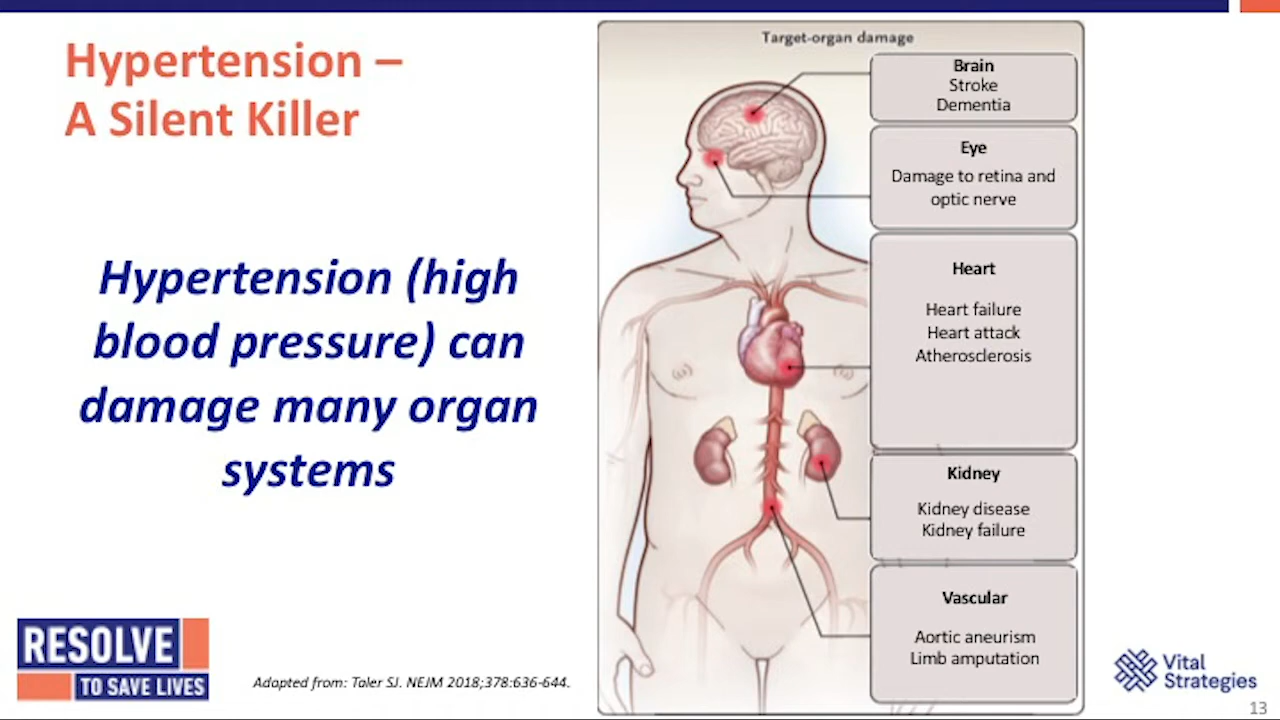 Hypertension –
A Silent Killer
Hypertension (high
blood pressure) can
damage many organ
systems
Target-organ damage
Brain
Stroke
Dementia
Eye
Damage to retina and
optic nerve
Heart
Heart failure
Heart attack
Atherosclerosis
Kidney
Kidney disease
Kidney failure
Vascular
Aortic aneurism
Limb amputation
RESOLVE
TO SAVE LIVES
Adapted from: Taler SJ. NEJM 2018;378:636-644.
Vital
Strategies
13